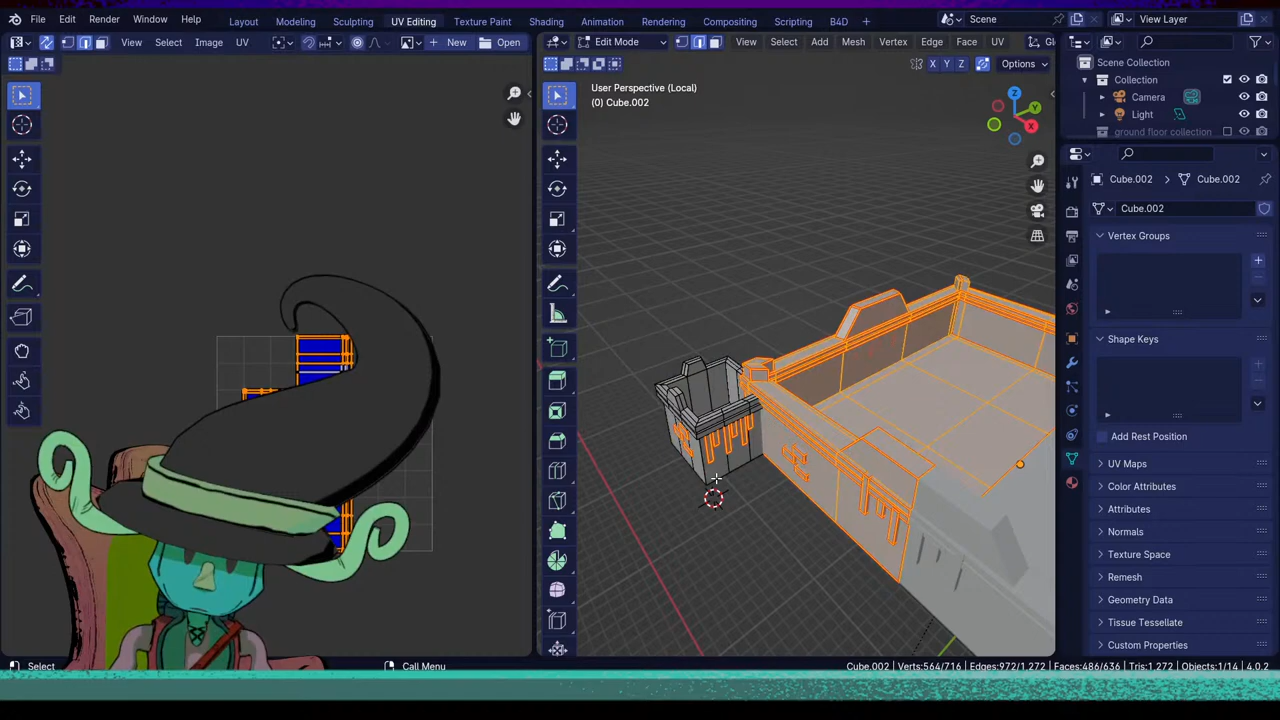 File Edit Render Window Help
Layout Modeling Sculpting UV Editing Texture Paint Shading Animation Rendering Compositing Scripting B4D +
Scene
View Layer
View Select Image UV
New Open
Edit Mode
View Select Add Mesh Vertex Edge Face UV
X Y Z
Options
User Perspective (Local)
(0) Cube.002
Z
Y
X
Scene Collection
Collection
Camera
Light
ground floor collection
Cube.002 > Cube.002
Cube.002
Vertex Groups
Shape Keys
Add Rest Position
UV Maps
Color Attributes
Attributes
Normals
Texture Space
Remesh
Geometry Data
Tissue Tessellate
Custom Properties
Select
Call Menu
Cube.002 | Verts:564/716 | Edges:972/1,272 | Faces:486/636 | Tris:1,272 | Objects:1/14 | 4.0.2